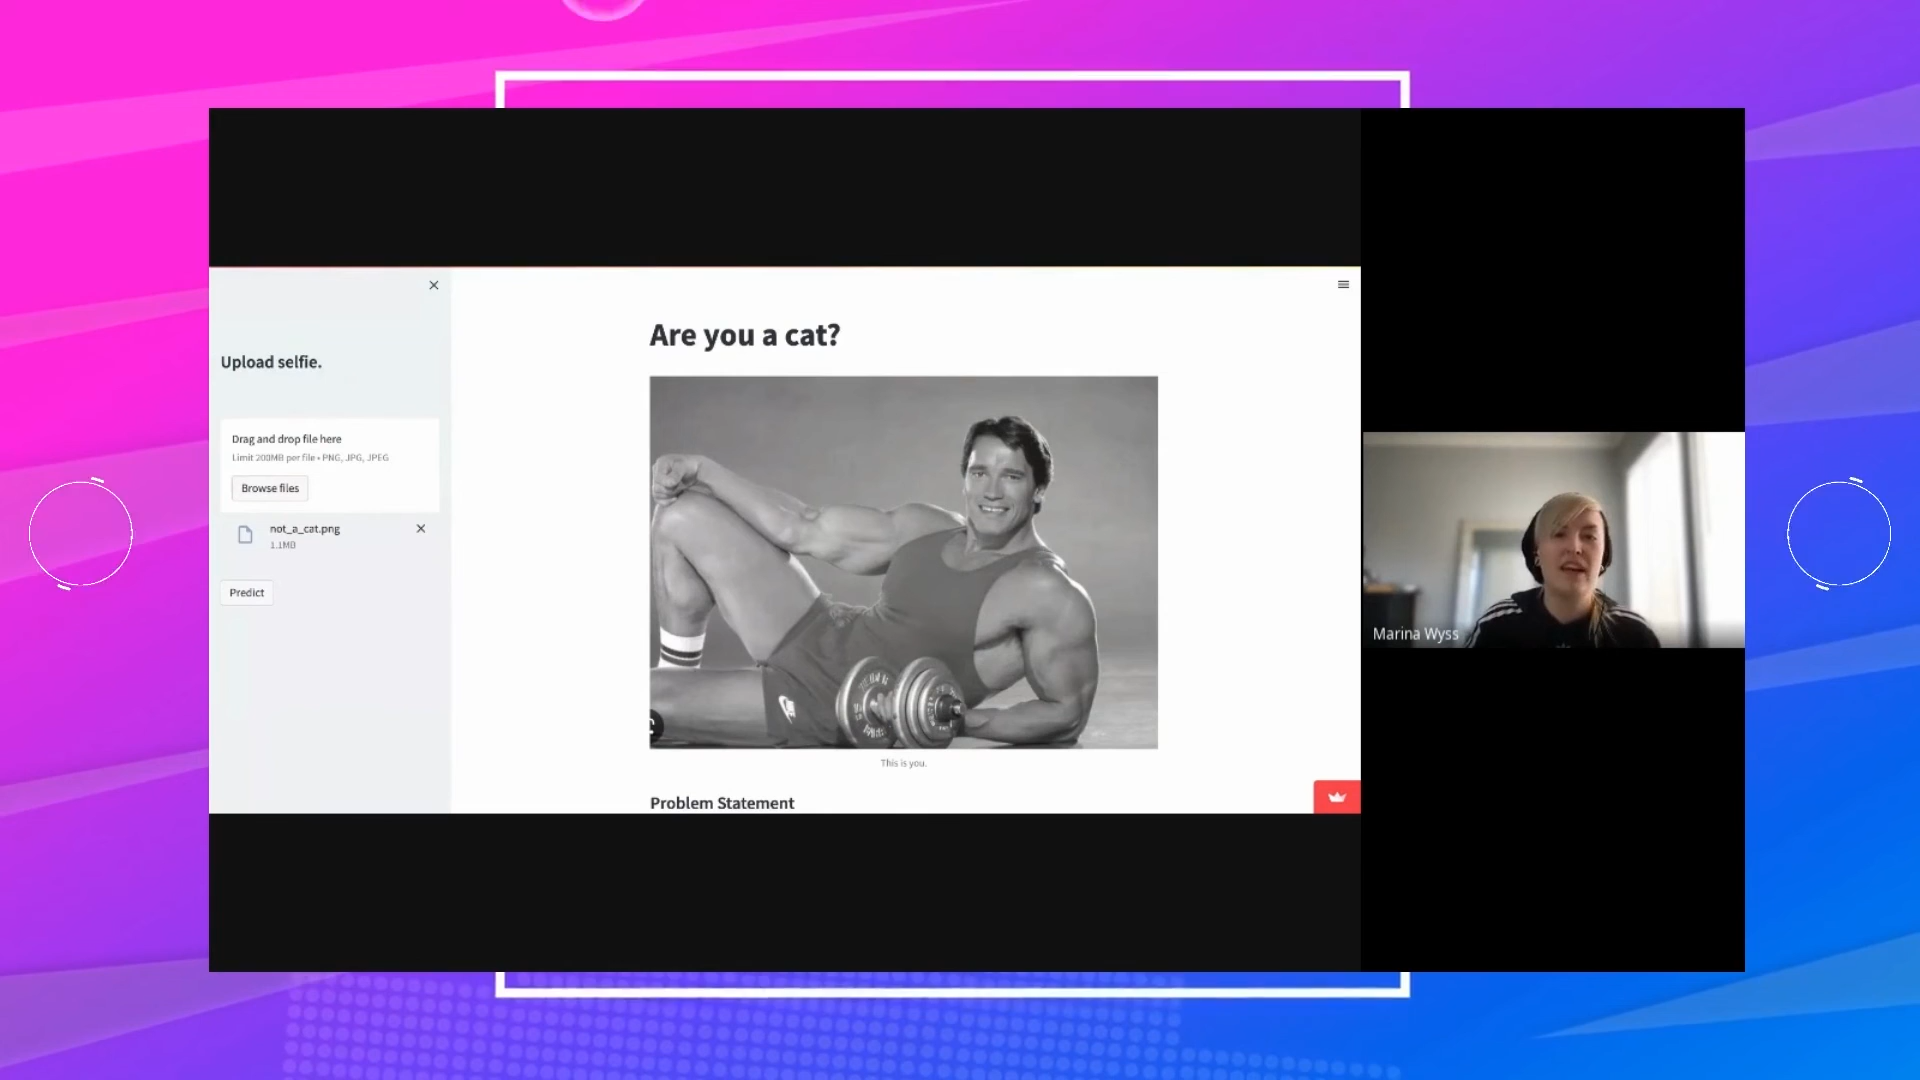 Are you a cat?
Upload selfie.
Drag and drop file here
Limit 200MB per file • PNG, JPG, JPEG
Browse files
not_a_cat.png
1.1MB
Predict
This is you.
Problem Statement
Marina Wyss